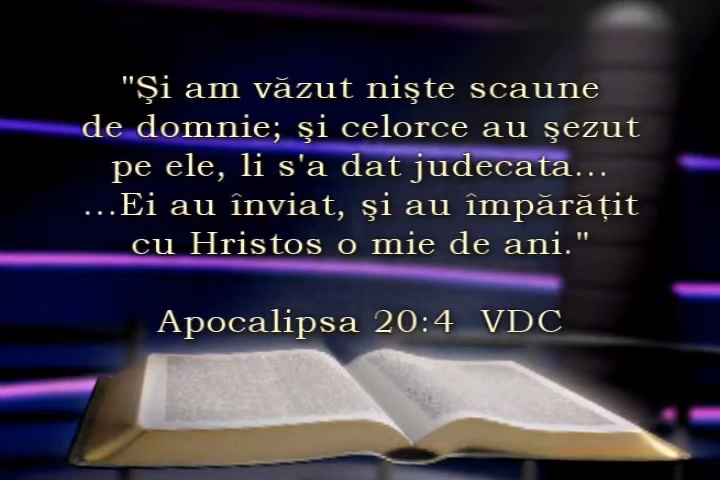 "Şi am văzut nişte scaune
de domnie; şi celorce au şezut
pe ele, li s'a dat judecata...
...Ei au înviat, şi au împărăţit
cu Hristos o mie de ani."
Apocalipsa 20:4 VDC